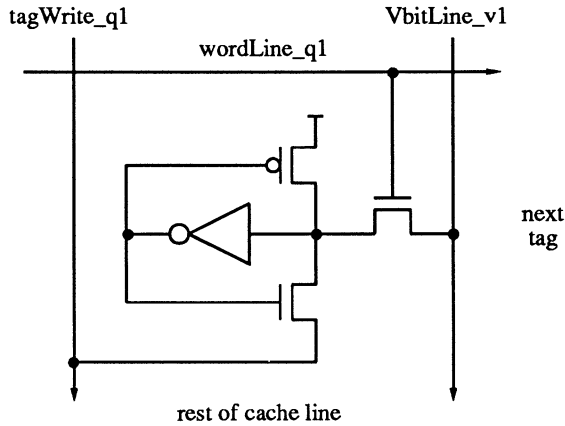 tagWrite_q1
VbitLine_v1
wordLine_q1
next
tag
rest of cache line